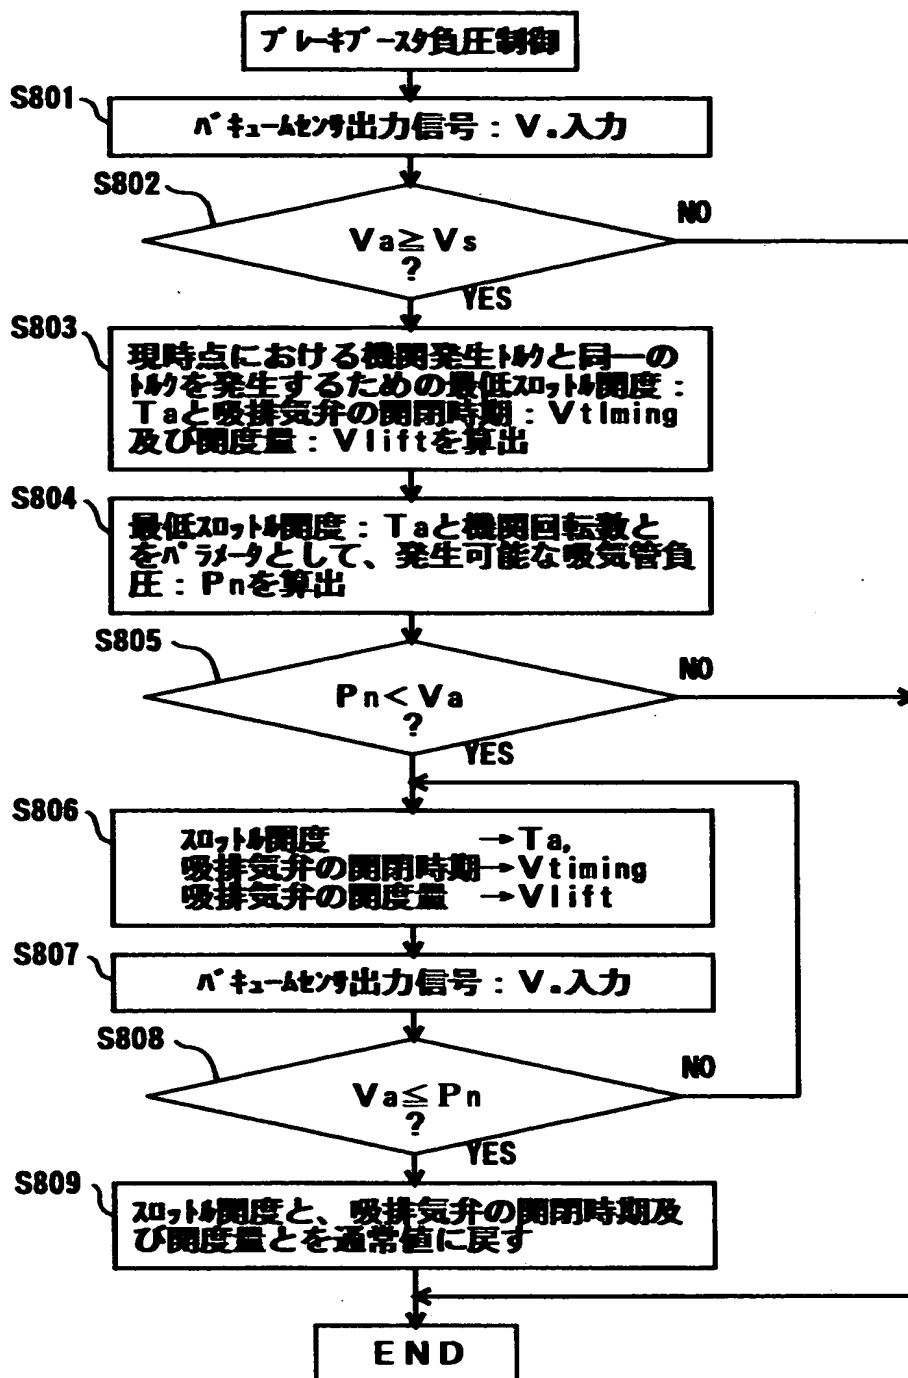 ブレーキブースタ負圧制御
S801
バキュームセンサ出力信号：Va入力
S802
Va≧Vs
?
NO
YES
S803
現時点における機関発生トルクと同一の
トルクを発生するための最低スロットル開度：
Taと吸排気弁の開閉時期：Vtiming
及び開度量：Vliftを算出
S804
最低スロットル開度：Taと機関回転数と
をパラメータとして、発生可能な吸気管負
圧：Pnを算出
S805
Pn＜Va
?
NO
YES
S806
スロットル開度　　　→Ta,
吸排気弁の開閉時期→Vtiming
吸排気弁の開度量　→Vlift
S807
バキュームセンサ出力信号：Va入力
S808
Va≦Pn
?
NO
YES
S809
スロットル開度と、吸排気弁の開閉時期及
び開度量とを通常値に戻す
END